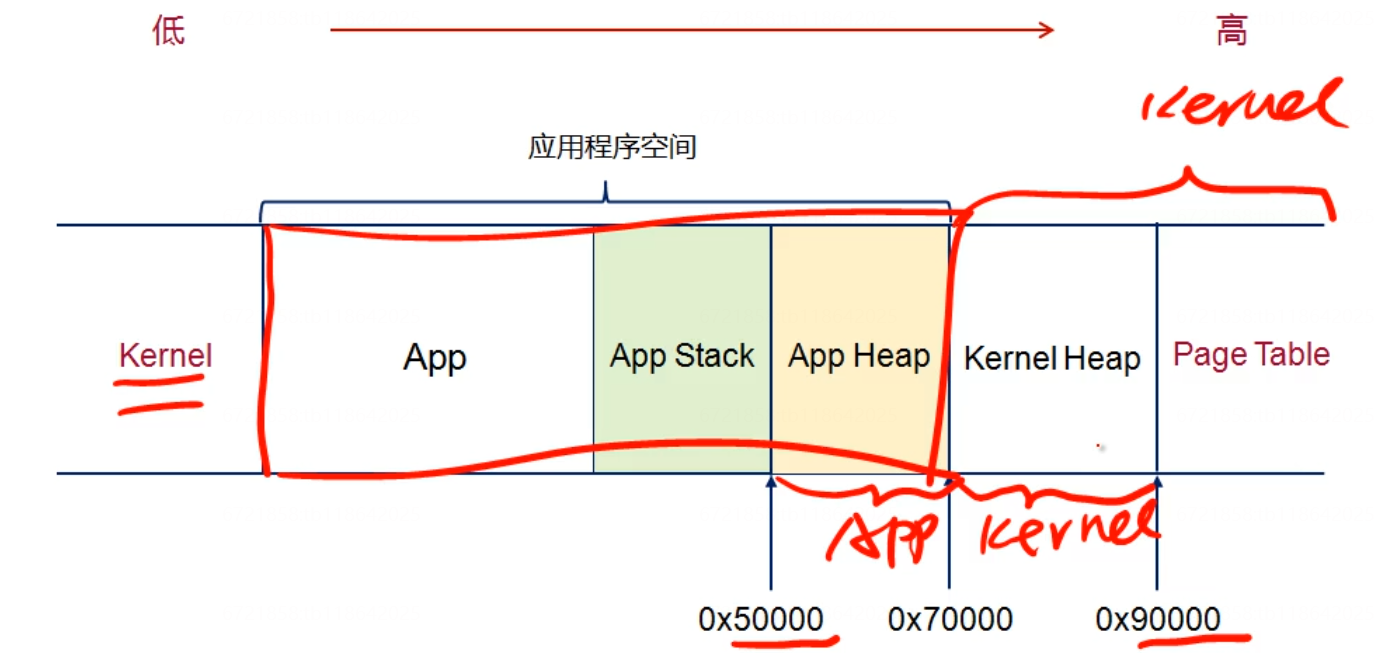 低 高
Kernel
应用程序空间
Kernel App App Stack App Heap Kernel Heap Page Table
App Kernel
0x50000 0x70000 0x90000